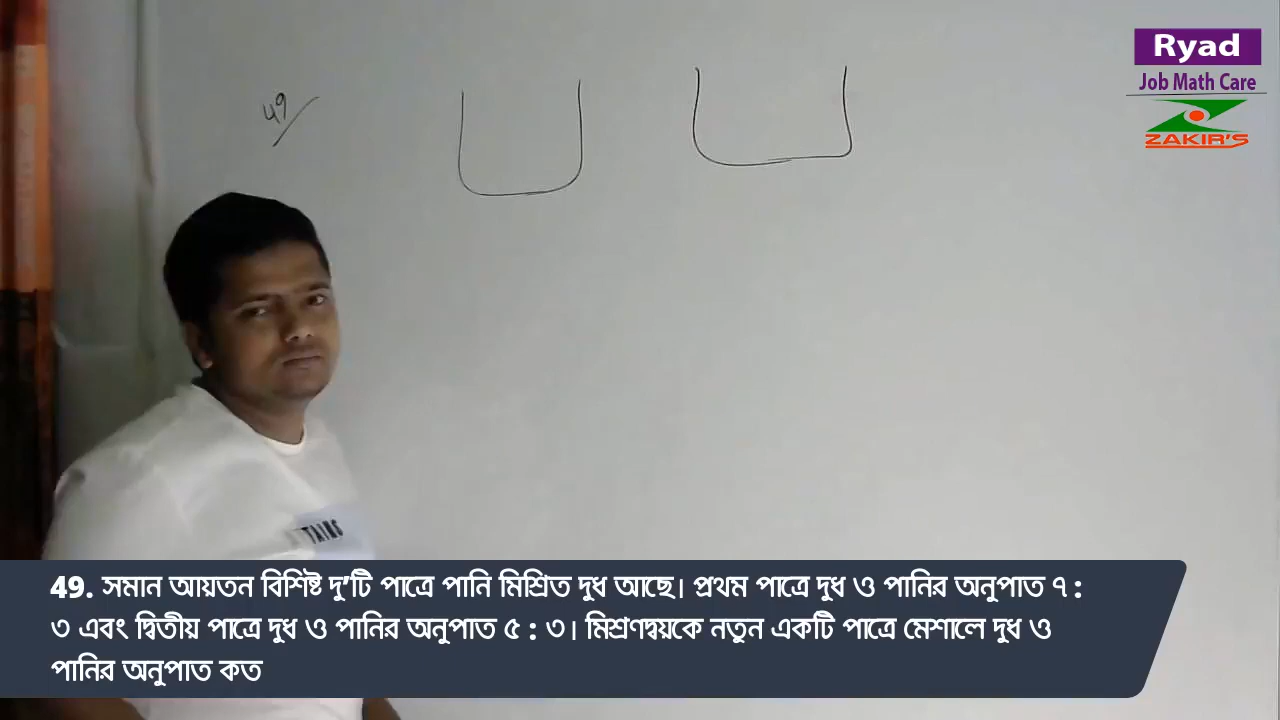 Ryad
Job Math Care
ZAKIR'S
49
49. সমান আয়তন বিশিষ্ট দু'টি পাত্রে পানি মিশ্রিত দুধ আছে। প্রথম পাত্রে দুধ ও পানির অনুপাত ৭ :
৩ এবং দ্বিতীয় পাত্রে দুধ ও পানির অনুপাত ৫ : ৩। মিশ্রণদ্বয়কে নতুন একটি পাত্রে মেশালে দুধ ও
পানির অনুপাত কত